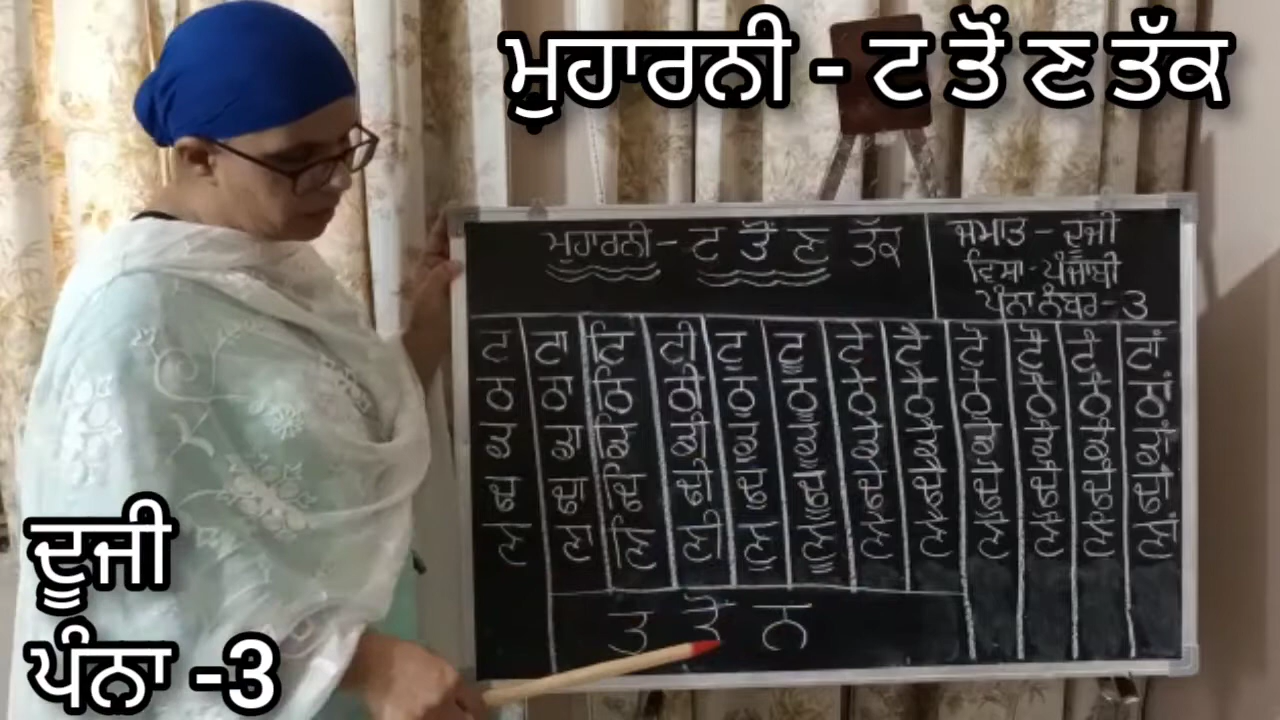 ਮੁਹਾਰਨੀ - ਟ ਤੋਂ ਣ ਤੱਕ
ਮੁਹਾਰਨੀ - ਟ ਤੋਂ ਣ ਤੱਕ
ਜਮਾਤ - ਦੂਜੀ
ਵਿਸ਼ਾ - ਪੰਜਾਬੀ
ਪੰਨਾ ਨੰਬਰ - 3
ਟ ਟਾ ਟਿ ਟੀ ਟੁ ਟੂ ਟੇ ਟੈ ਟੋ ਟੌ ਟੰ ਟਾਂ
ਠ ਠਾ ਠਿ ਠੀ ਠੁ ਠੂ ਠੇ ਠੈ ਠੋ ਠੌ ਠੰ ਠਾਂ
ਡ ਡਾ ਡਿ ਡੀ ਡੁ ਡੂ ਡੇ ਡੈ ਡੋ ਡੌ ਡੰ ਡਾਂ
ਢ ਢਾ ਢਿ ਢੀ ਢੁ ਢੂ ਢੇ ਢੈ ਢੋ ਢੌ ਢੰ ਢਾਂ
ਣ ਣਾ ਣਿ ਣੀ ਣੁ ਣੂ ਣੇ ਣੈ ਣੋ ਣੌ ਣੰ ਣਾਂ
ਤ ਤੋਂ ਨ
ਦੂਜੀ
ਪੰਨਾ -3